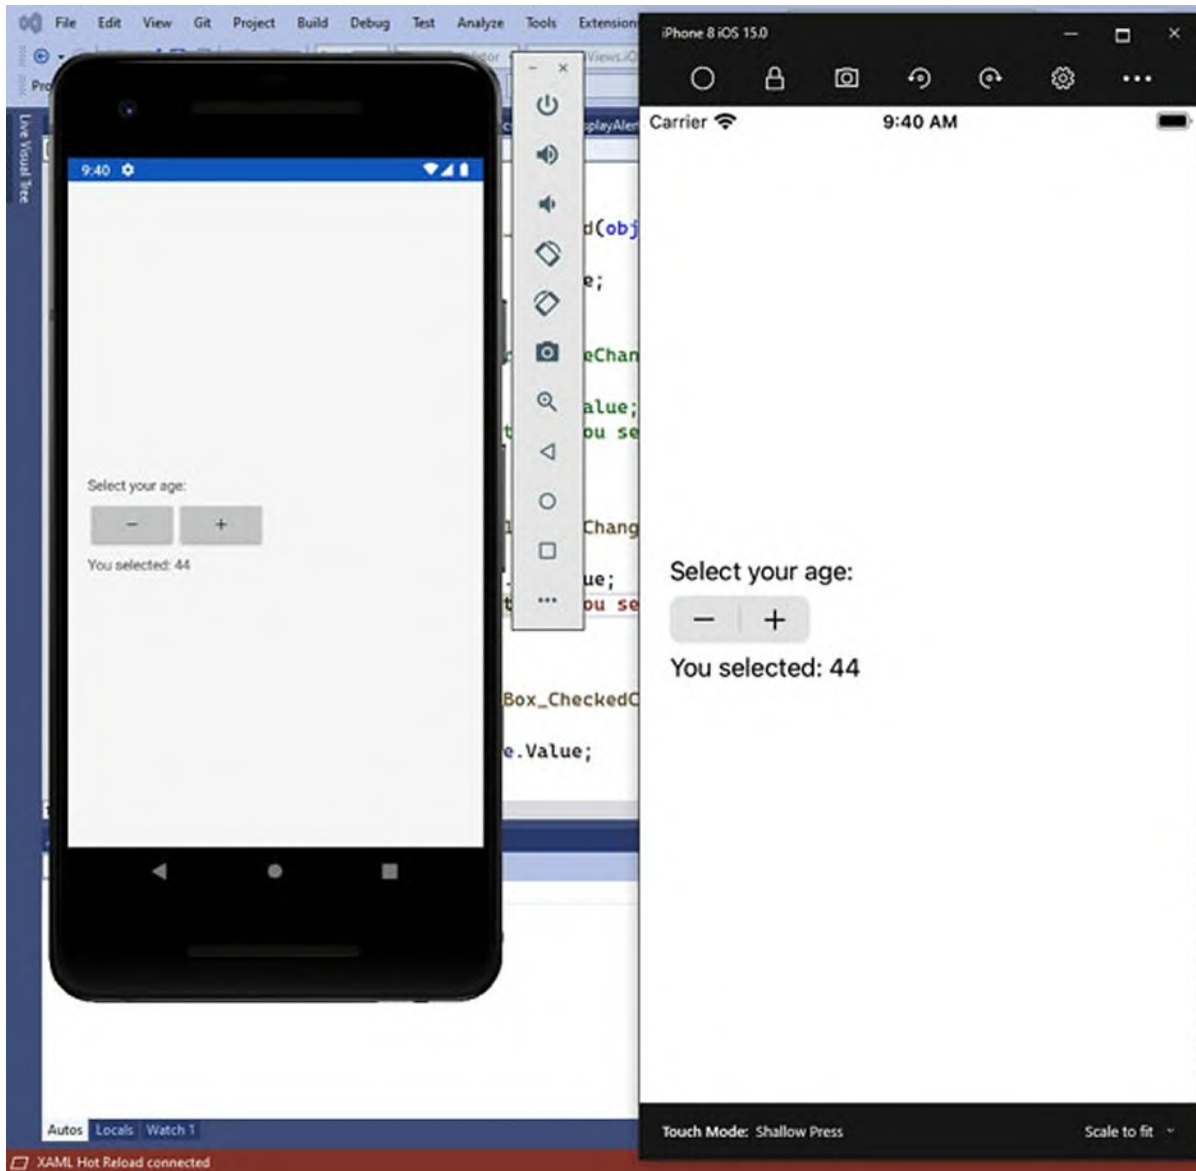 File Edit View Git Project Build Debug Test Analyze Tools Extension
iPhone 8 iOS 15.0
Live Visual Tree
9:40
Carrier 9:40 AM
d(obj
e;
eChan
alue;
ou se
Chang
ue;
ou se
Box_CheckedC
e.Value;
Select your age:
− +
You selected: 44
Select your age:
− +
You selected: 44
Autos Locals Watch 1
XAML Hot Reload connected
Touch Mode: Shallow Press Scale to fit